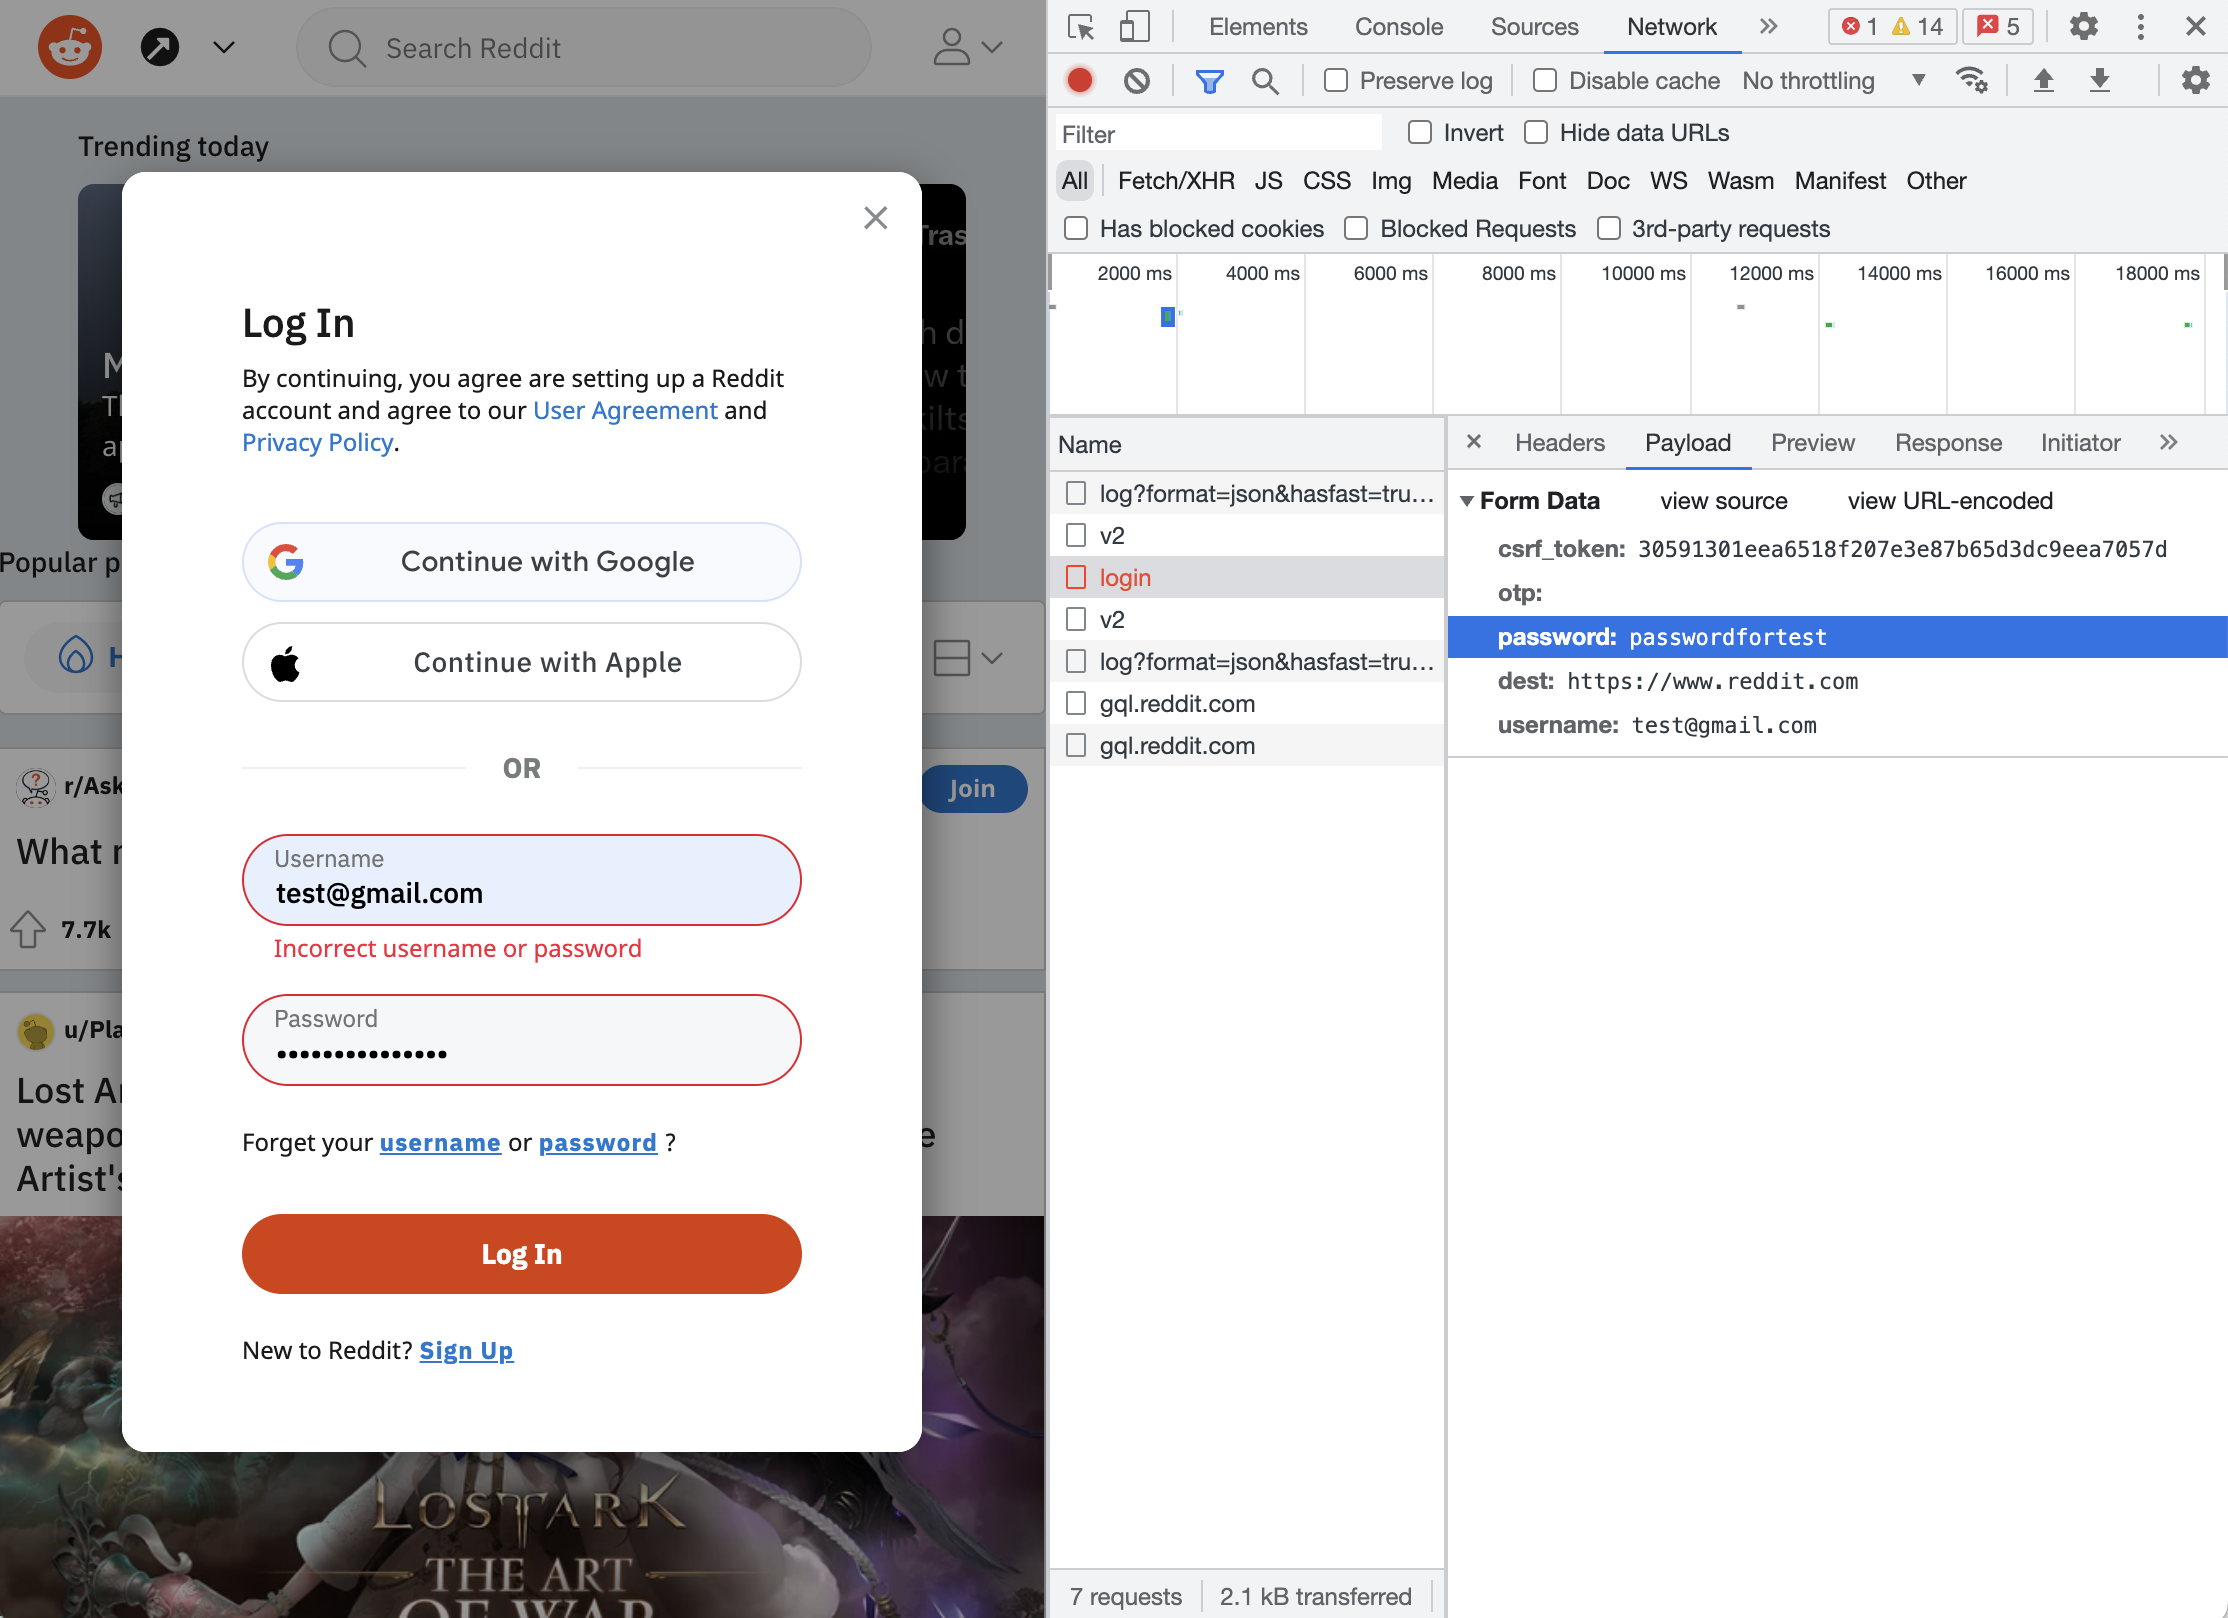 Search Reddit
Trending today
Tras
Popular p
Log In
By continuing, you agree are setting up a Reddit
account and agree to our User Agreement and
Privacy Policy.
Continue with Google
Continue with Apple
OR
r/Ask
Join
What
7.7k
Username
test@gmail.com
Incorrect username or password
Password
u/Pla
Lost A
weapo
Artist's
Forget your username or password ?
Log In
New to Reddit? Sign Up
LOST ARK
THE ART
OF WAR
Elements Console Sources Network 1 14 5
Preserve log Disable cache No throttling
Filter Invert Hide data URLs
All Fetch/XHR JS CSS Img Media Font Doc WS Wasm Manifest Other
Has blocked cookies Blocked Requests 3rd-party requests
2000 ms 4000 ms 6000 ms 8000 ms 10000 ms 12000 ms 14000 ms 16000 ms 18000 ms
Name
log?format=json&hasfast=tru…
v2
login
v2
log?format=json&hasfast=tru…
gql.reddit.com
gql.reddit.com
7 requests 2.1 kB transferred
Headers Payload Preview Response Initiator
Form Data view source view URL-encoded
csrf_token: 30591301eea6518f207e3e87b65d3dc9eea7057d
otp:
password: passwordfortest
dest: https://www.reddit.com
username: test@gmail.com